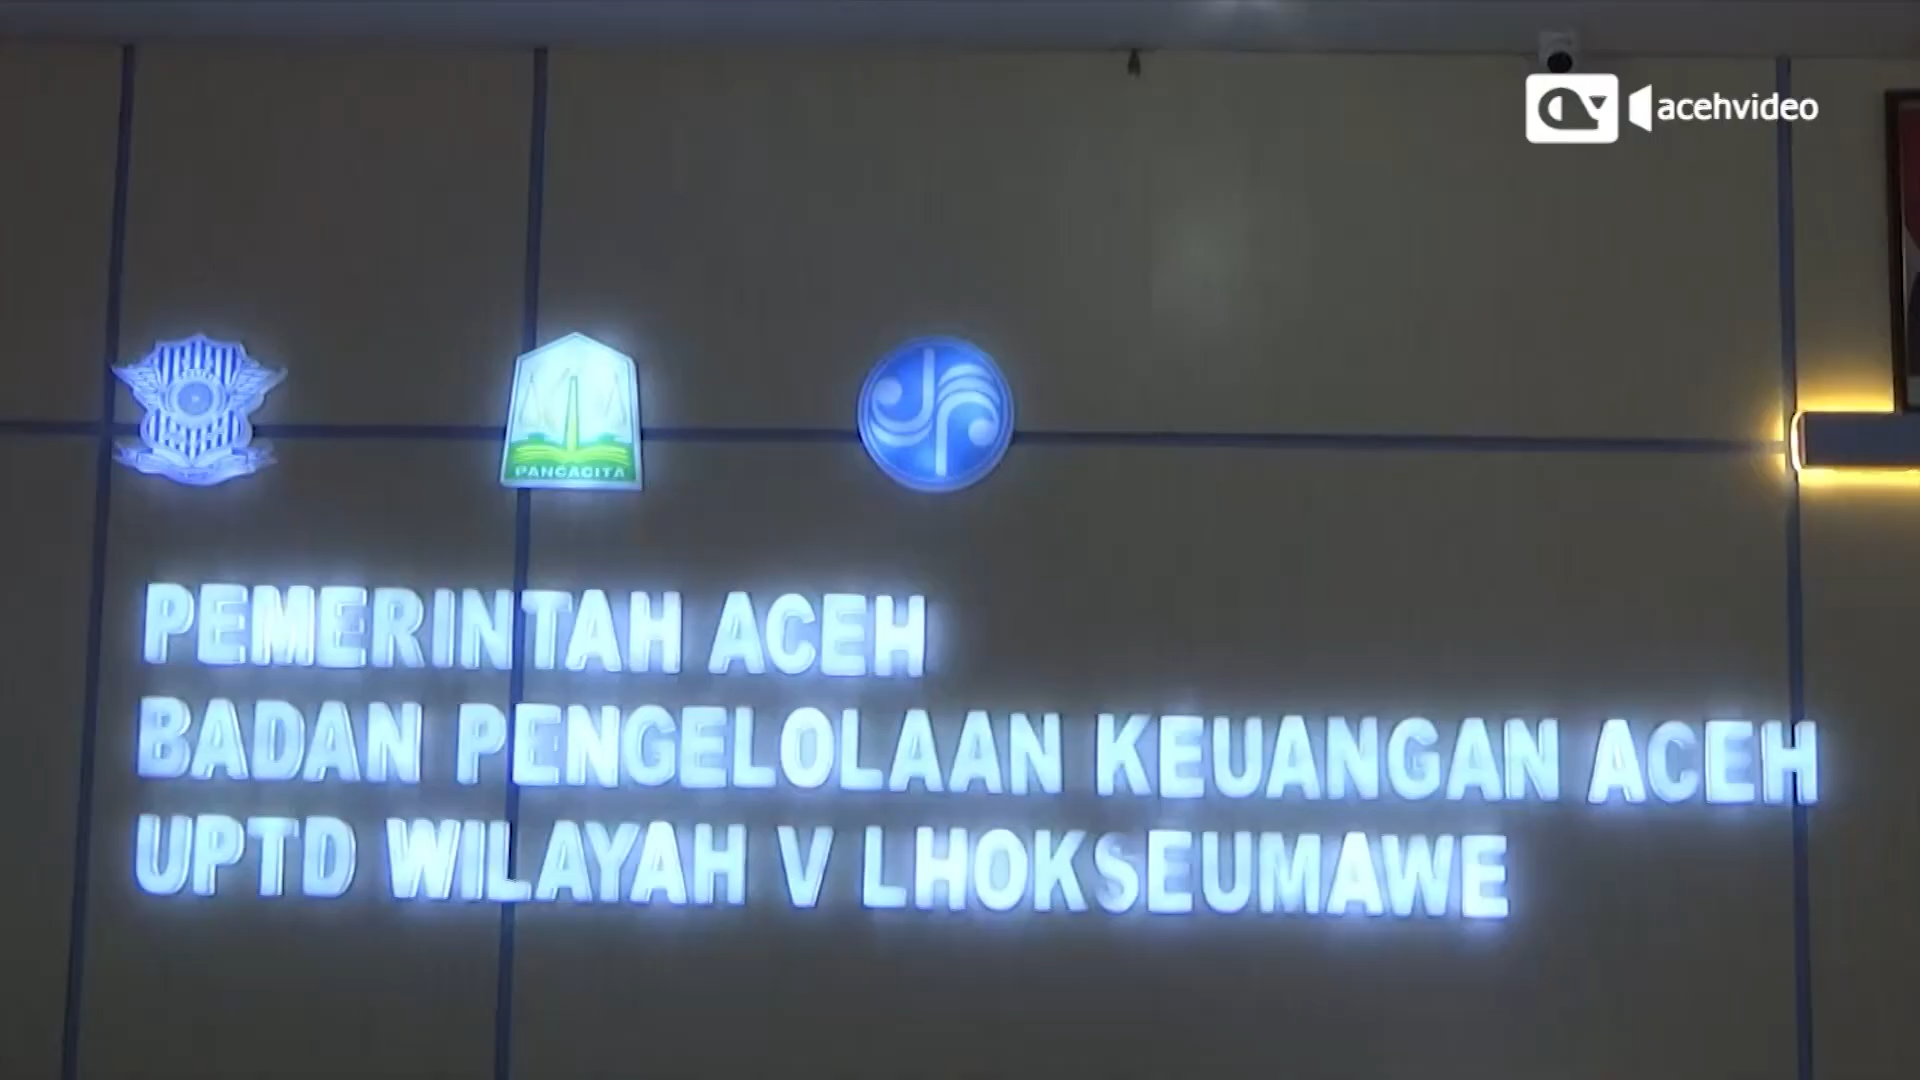 acehvideo
PANCACITA
PEMERINTAH ACEH
BADAN PENGELOLAAN KEUANGAN ACEH
UPTD WILAYAH V LHOKSEUMAWE